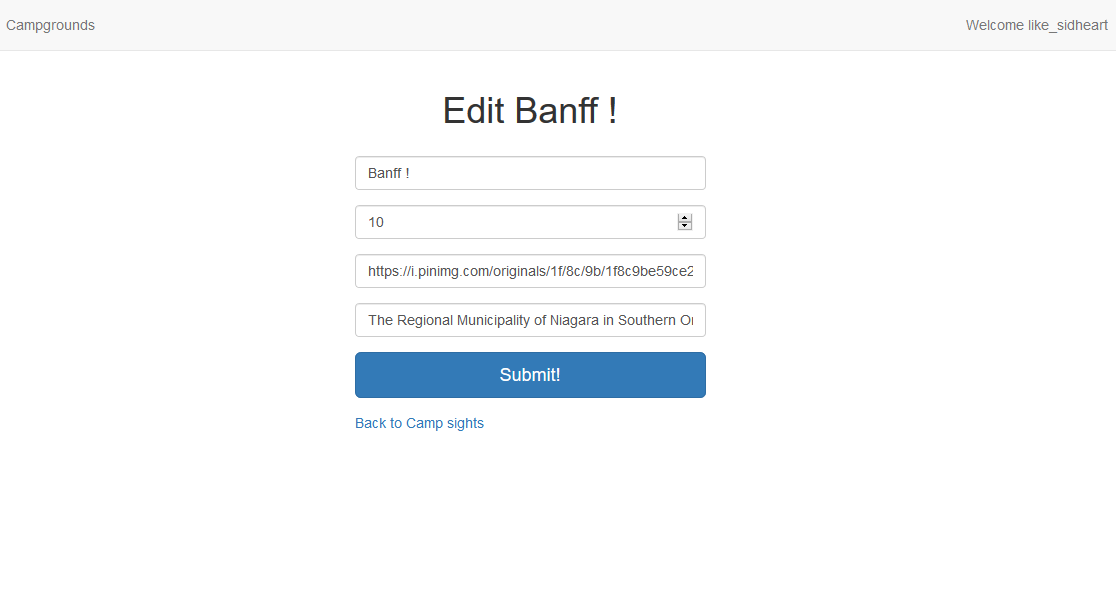 Campgrounds
Welcome like_sidheart
Edit Banff !
Banff !
10
https://i.pinimg.com/originals/1f/8c/9b/1f8c9be59ce2
The Regional Municipality of Niagara in Southern
Submit!
Back to Camp sights